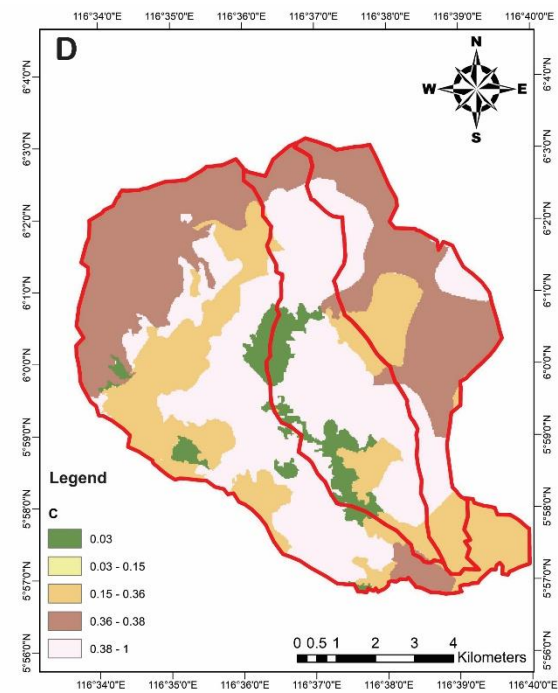 116°34'0"E 116°35'0"E 116°36'0"E 116°37'0"E 116°38'0"E 116°39'0"E 116°40'0"E
D
N
W E
S
6°4'0"N 6°4'0"N
6°3'0"N 6°3'0"N
6°2'0"N 6°2'0"N
6°1'0"N 6°1'0"N
6°0'0"N 6°0'0"N
5°59'0"N 5°59'0"N
5°58'0"N 5°58'0"N
5°57'0"N 5°57'0"N
5°56'0"N 5°56'0"N
Legend
C
0.03
0.03 - 0.15
0.15 - 0.36
0.36 - 0.38
0.38 - 1
0 0.5 1 2 3 4
Kilometers
116°34'0"E 116°35'0"E 116°36'0"E 116°37'0"E 116°38'0"E 116°39'0"E 116°40'0"E